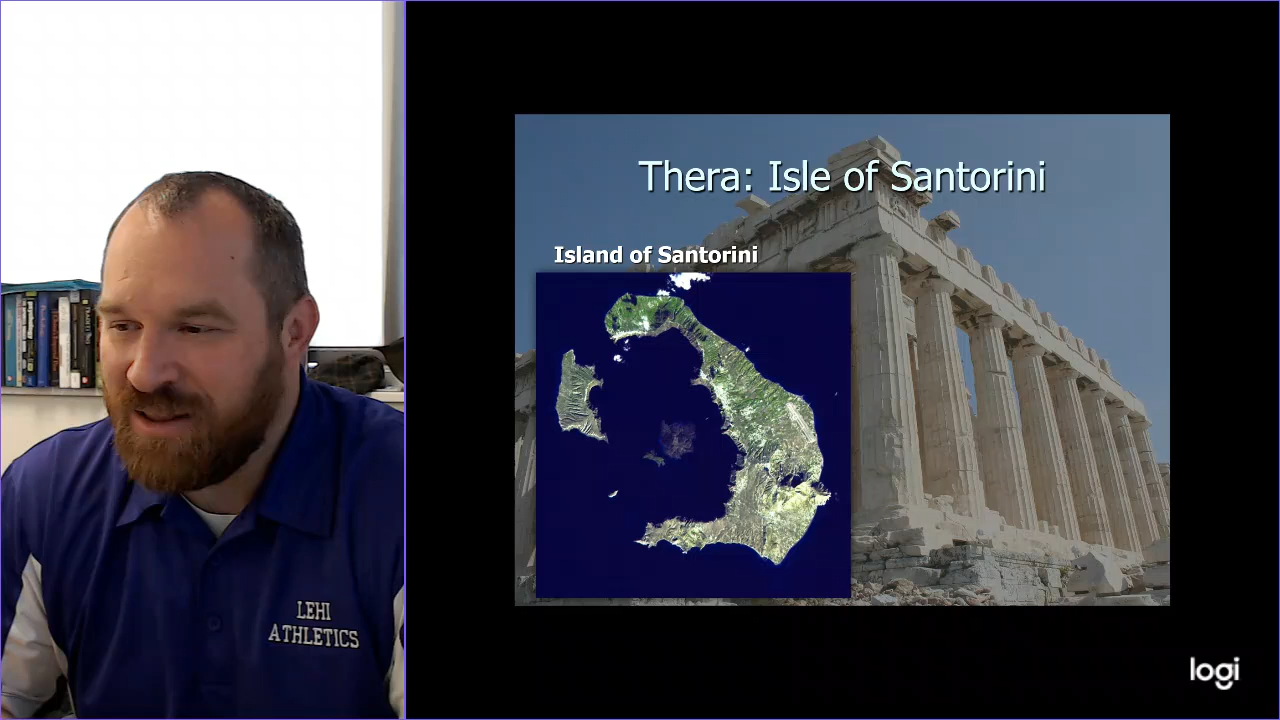 Thera: Isle of Santorini
Island of Santorini
LEHI
ATHLETICS
logi